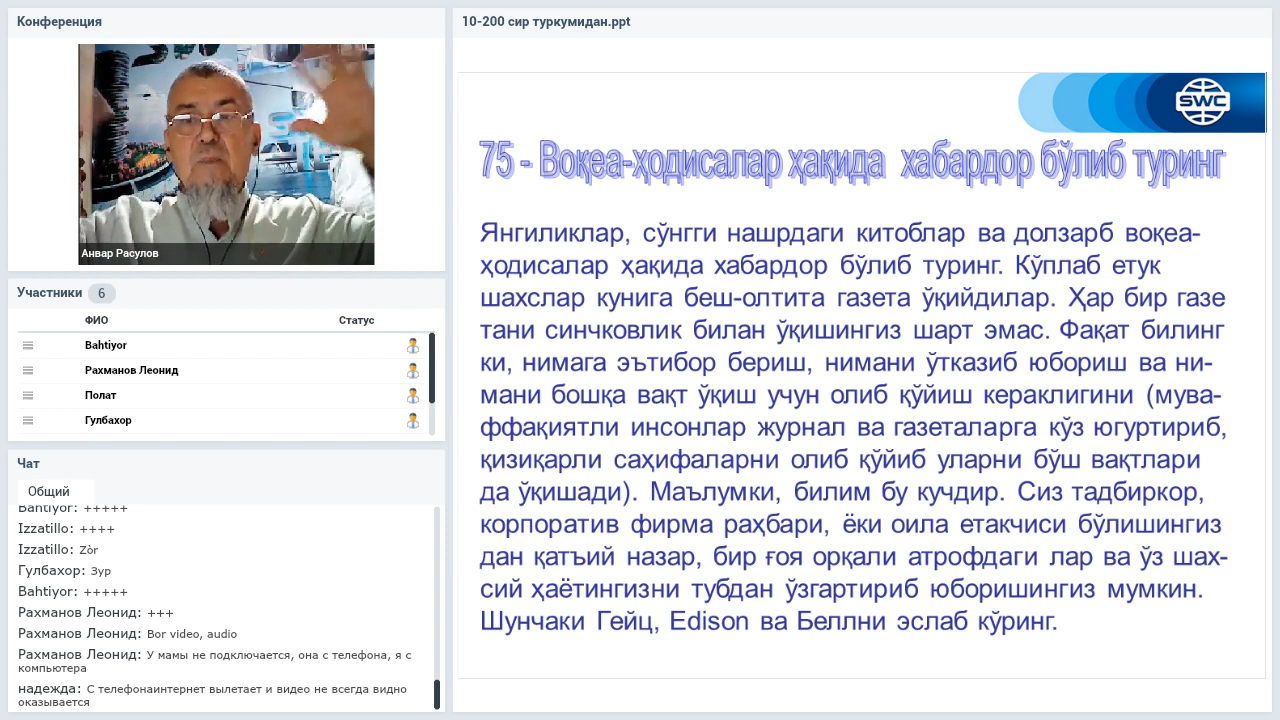 Конференция
Анвар Расулов
Участники 6
ФИО Статус
Bahtiyor
Рахманов Леонид
Полат
Гулбахор
Чат
Общий
Bahtiyor: +++++
Izzatillo: ++++
Izzatillo: Zòr
Гулбахор: Зур
Bahtiyor: +++++
Рахманов Леонид: +++
Рахманов Леонид: Bor video, audio
Рахманов Леонид: У мамы не подключается, она с телефона, я с
компьютера
надежда: С телефонаинтернет вылетает и видео не всегда видно
оказывается
10-200 сир туркумидан.ppt
SWC
75 - Воқеа-ҳодисалар ҳақида хабардор бўлиб туринг
Янгиликлар, сўнгги нашрдаги китоблар ва долзарб воқеа-
ҳодисалар ҳақида хабардор бўлиб туринг. Кўплаб етук
шахслар кунига беш-олтита газета ўқийдилар. Ҳар бир газе
тани синчковлик билан ўқишингиз шарт эмас. Фақат билинг
ки, нимага эътибор бериш, нимани ўтказиб юбориш ва ни-
мани бошқа вақт ўқиш учун олиб қўйиш кераклигини (мува-
ффақиятли инсонлар журнал ва газеталарга кўз югуртириб,
қизиқарли саҳифаларни олиб қўйиб уларни бўш вақтлари
да ўқишади). Маълумки, билим бу кучдир. Сиз тадбиркор,
корпоратив фирма раҳбари, ёки оила етакчиси бўлишингиз
дан қатъий назар, бир ғоя орқали атрофдаги лар ва ўз шах-
сий ҳаётингизни тубдан ўзгартириб юборишингиз мумкин.
Шунчаки Гейц, Edison ва Беллни эслаб кўринг.